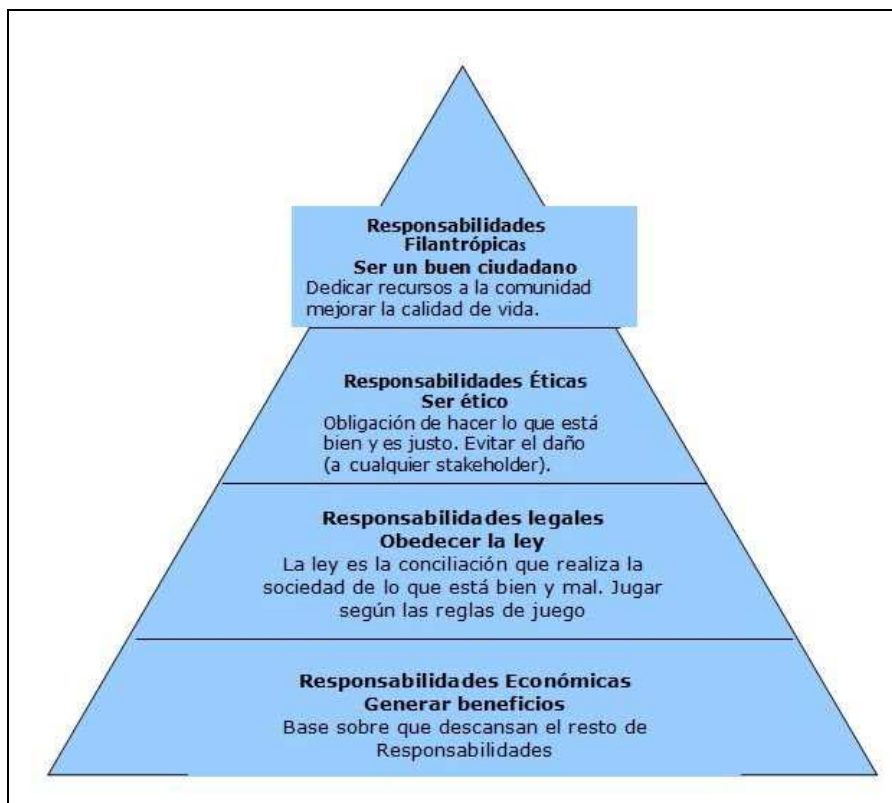 Responsabilidades
Filantrópicas
Ser un buen ciudadano
Dedicar recursos a la comunidad
mejorar la calidad de vida.
Responsabilidades Éticas
Ser ético
Obligación de hacer lo que está
bien y es justo. Evitar el daño
(a cualquier stakeholder).
Responsabilidades legales
Obedecer la ley
La ley es la conciliación que realiza la
sociedad de lo que está bien y mal. Jugar
según las reglas de juego
Responsabilidades Económicas
Generar beneficios
Base sobre que descansan el resto de
Responsabilidades